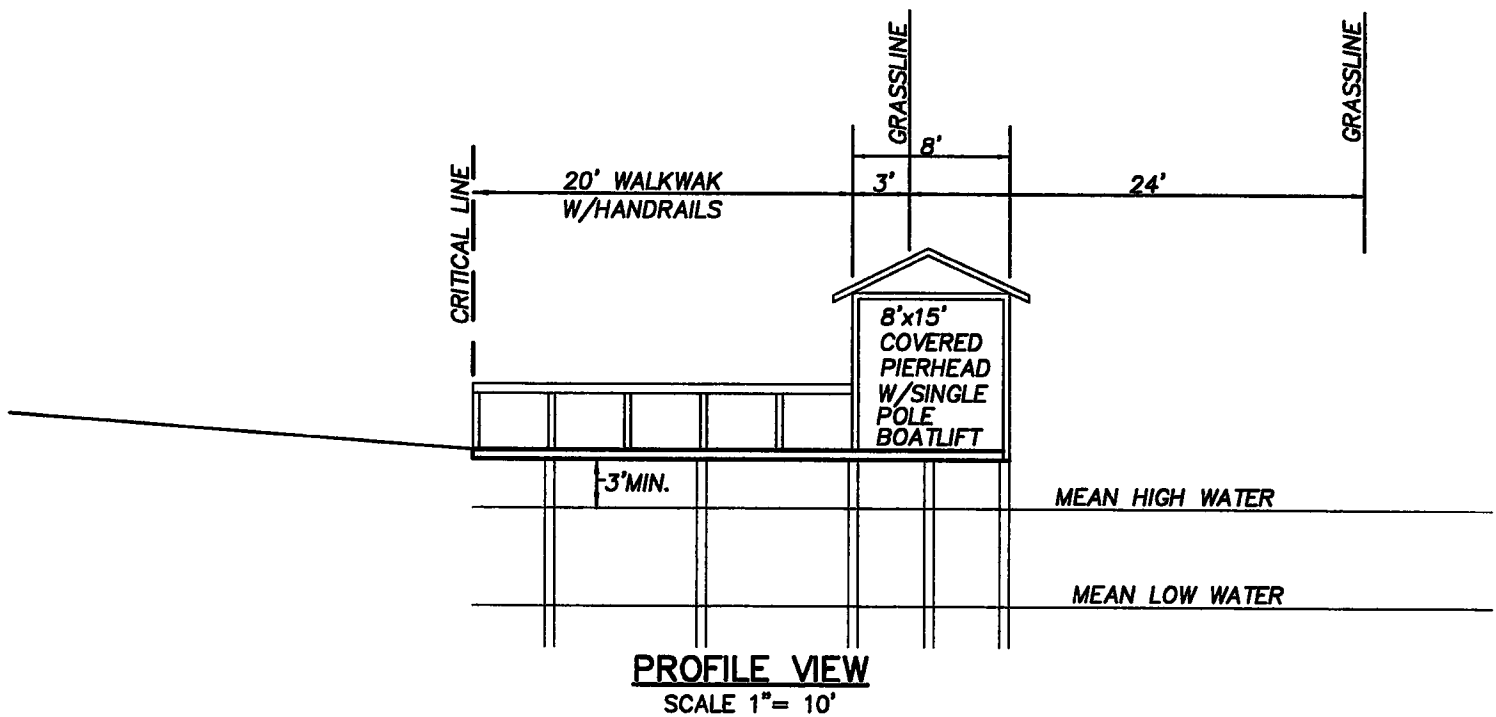 GRASSLINE
GRASSLINE
8'
CRITICAL LINE
20' WALKWAK
W/HANDRAILS
3'
24'
8'x15'
COVERED
PIERHEAD
W/SINGLE
POLE
BOATLIFT
3'MIN.
MEAN HIGH WATER
MEAN LOW WATER
PROFILE VIEW
SCALE 1"= 10'